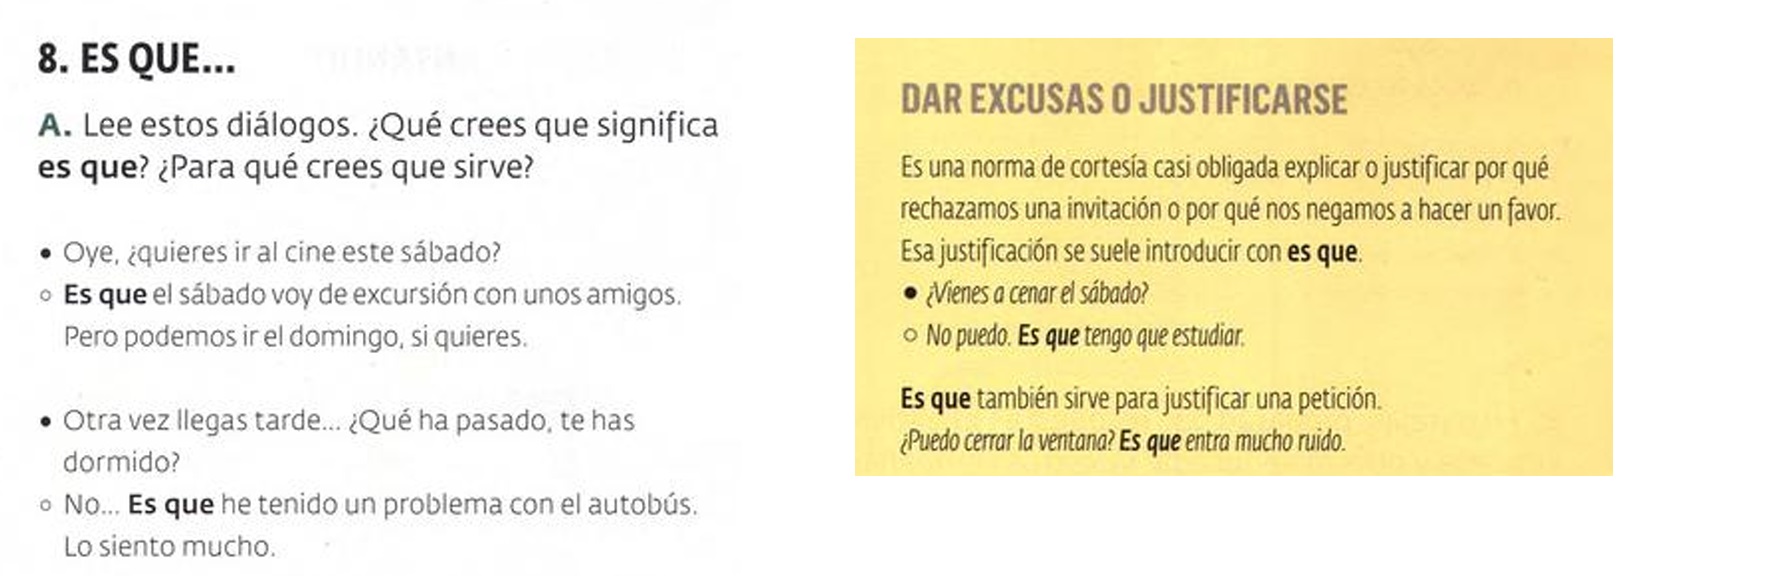 8. ES QUE...
A. Lee estos diálogos. ¿Qué crees que significa
es que? ¿Para qué crees que sirve?
• Oye, ¿quieres ir al cine este sábado?
○ Es que el sábado voy de excursión con unos amigos.
Pero podemos ir el domingo, si quieres.
• Otra vez llegas tarde... ¿Qué ha pasado, te has
dormido?
○ No... Es que he tenido un problema con el autobús.
Lo siento mucho.
DAR EXCUSAS O JUSTIFICARSE
Es una norma de cortesía casi obligada explicar o justificar por qué
rechazamos una invitación o por qué nos negamos a hacer un favor.
Esa justificación se suele introducir con es que.
• ¿Vienes a cenar el sábado?
○ No puedo. Es que tengo que estudiar.
Es que también sirve para justificar una petición.
¿Puedo cerrar la ventana? Es que entra mucho ruido.